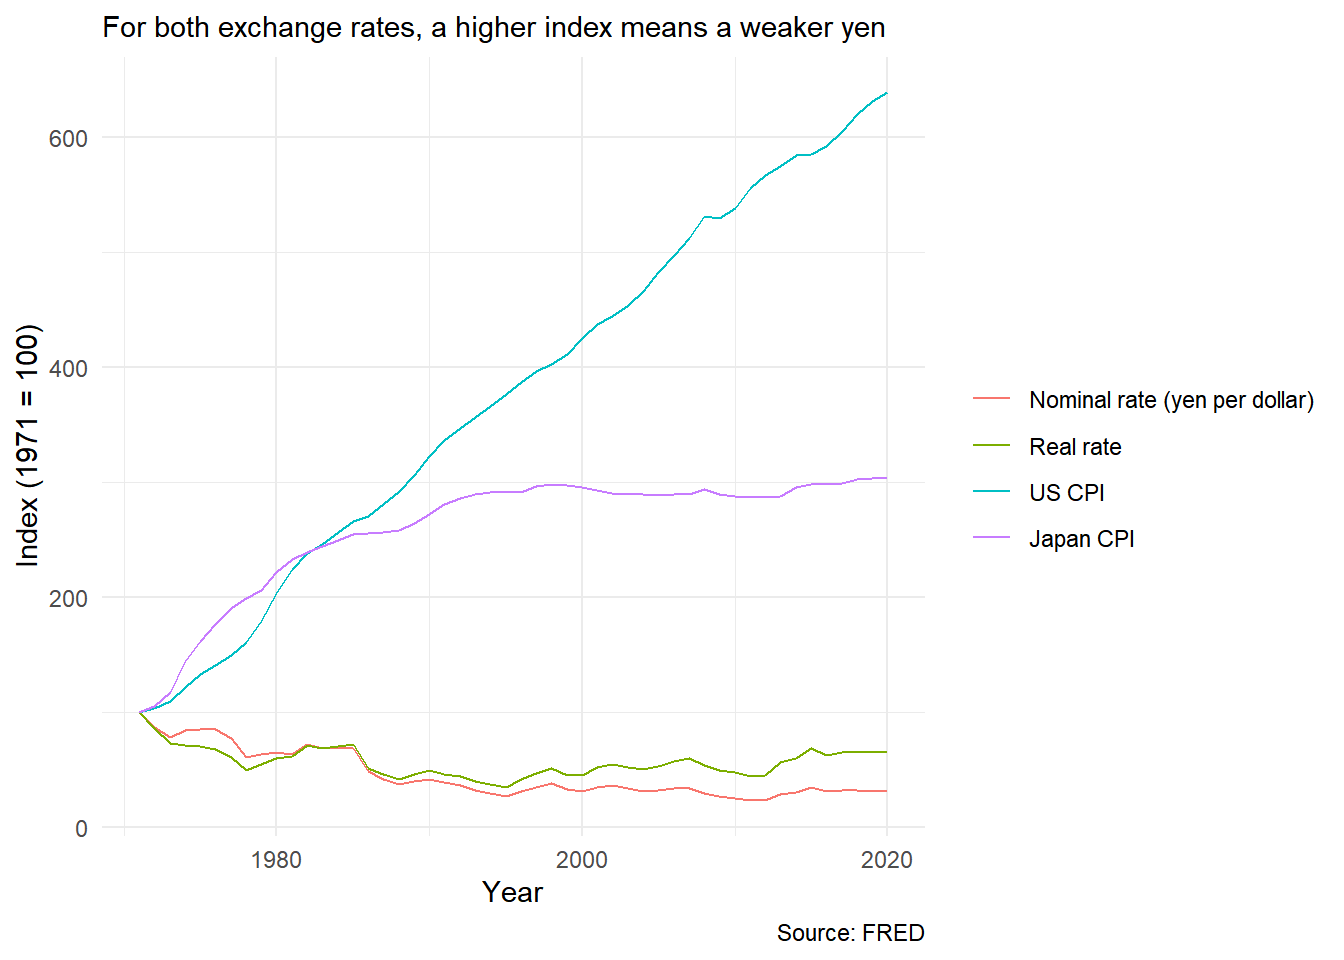 For both exchange rates, a higher index means a weaker yen
Index (1971 = 100)
600
400
200
0
1980
2000
2020
Year
Nominal rate (yen per dollar)
Real rate
US CPI
Japan CPI
Source: FRED